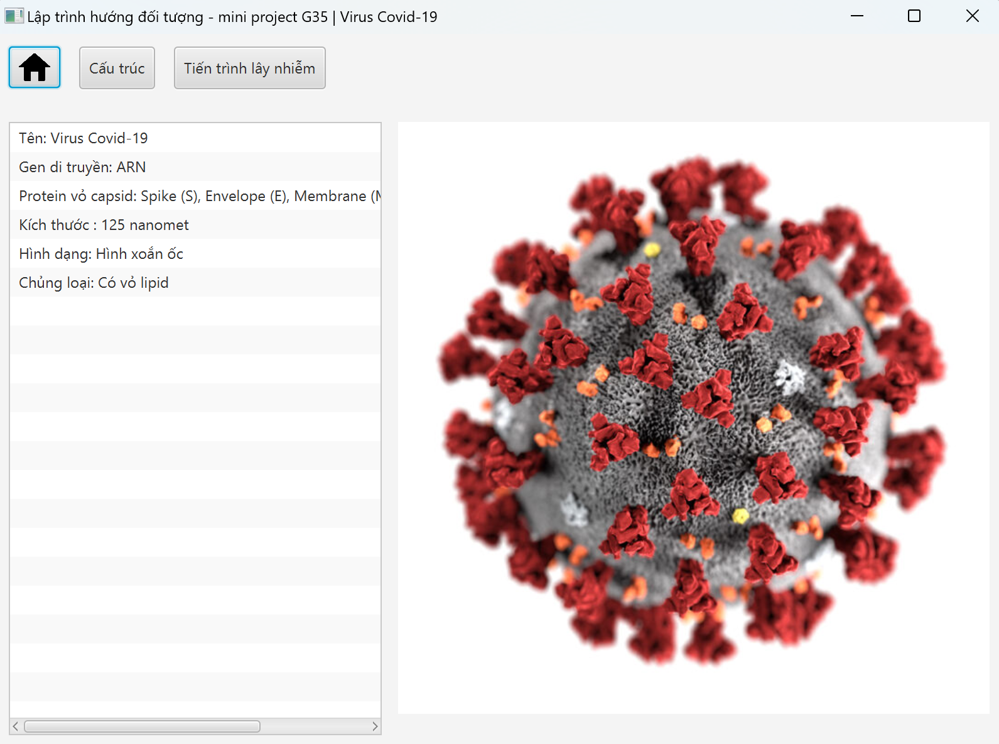 Lập trình hướng đối tượng - mini project G35 | Virus Covid-19
Cấu trúc
Tiến trình lây nhiễm
Tên: Virus Covid-19
Gen di truyền: ARN
Protein vỏ capsid: Spike (S), Envelope (E), Membrane (
Kích thước : 125 nanomet
Hình dạng: Hình xoắn ốc
Chủng loại: Có vỏ lipid